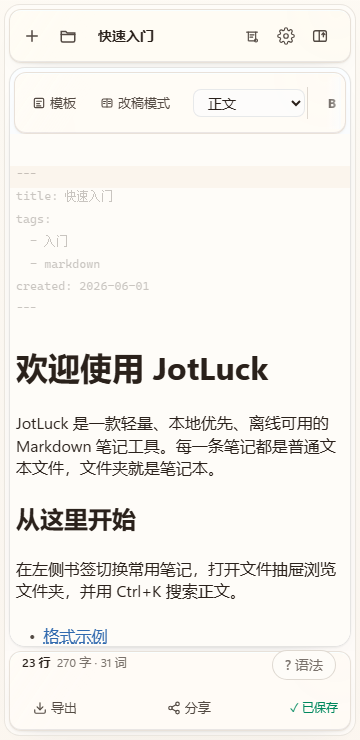 快速入门
模板 改稿模式 正文 B
---
title: 快速入门
tags:
- 入门
- markdown
created: 2026-06-01
---
欢迎使用 JotLuck
JotLuck 是一款轻量、本地优先、离线可用的
Markdown 笔记工具。每一条笔记都是普通文
本文件，文件夹就是笔记本。
从这里开始
在左侧书签切换常用笔记，打开文件抽屉浏览
文件夹，并用 Ctrl+K 搜索正文。
• 格式示例
23 行 270 字 · 31 词 ? 语法
导出 分享 ✓ 已保存